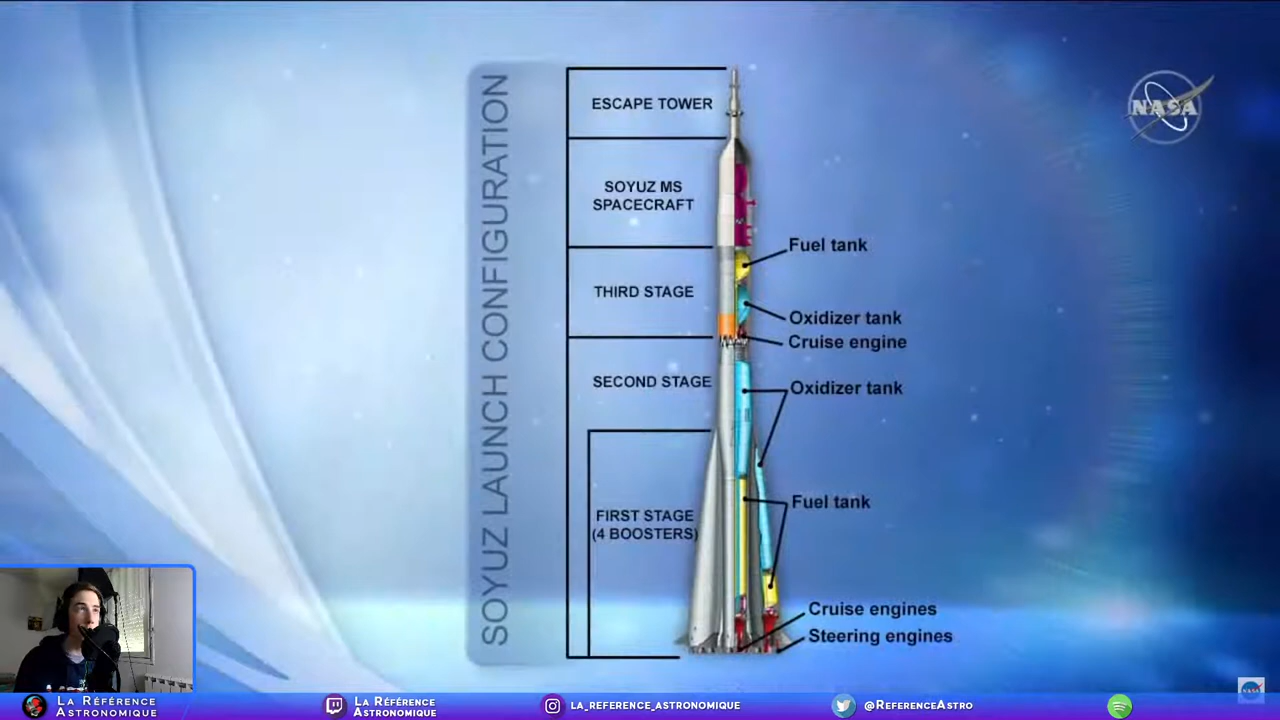 SOYUZ LAUNCH CONFIGURATION
ESCAPE TOWER
SOYUZ MS
SPACECRAFT
THIRD STAGE
SECOND STAGE
FIRST STAGE
(4 BOOSTERS)
Fuel tank
Oxidizer tank
Cruise engine
Oxidizer tank
Fuel tank
Cruise engines
Steering engines
NASA
NASA
LA RÉFÉRENCE
ASTRONOMIQUE
LA RÉFÉRENCE
ASTRONOMIQUE
LA_REFERENCE_ASTRONOMIQUE
@REFERENCEASTRO